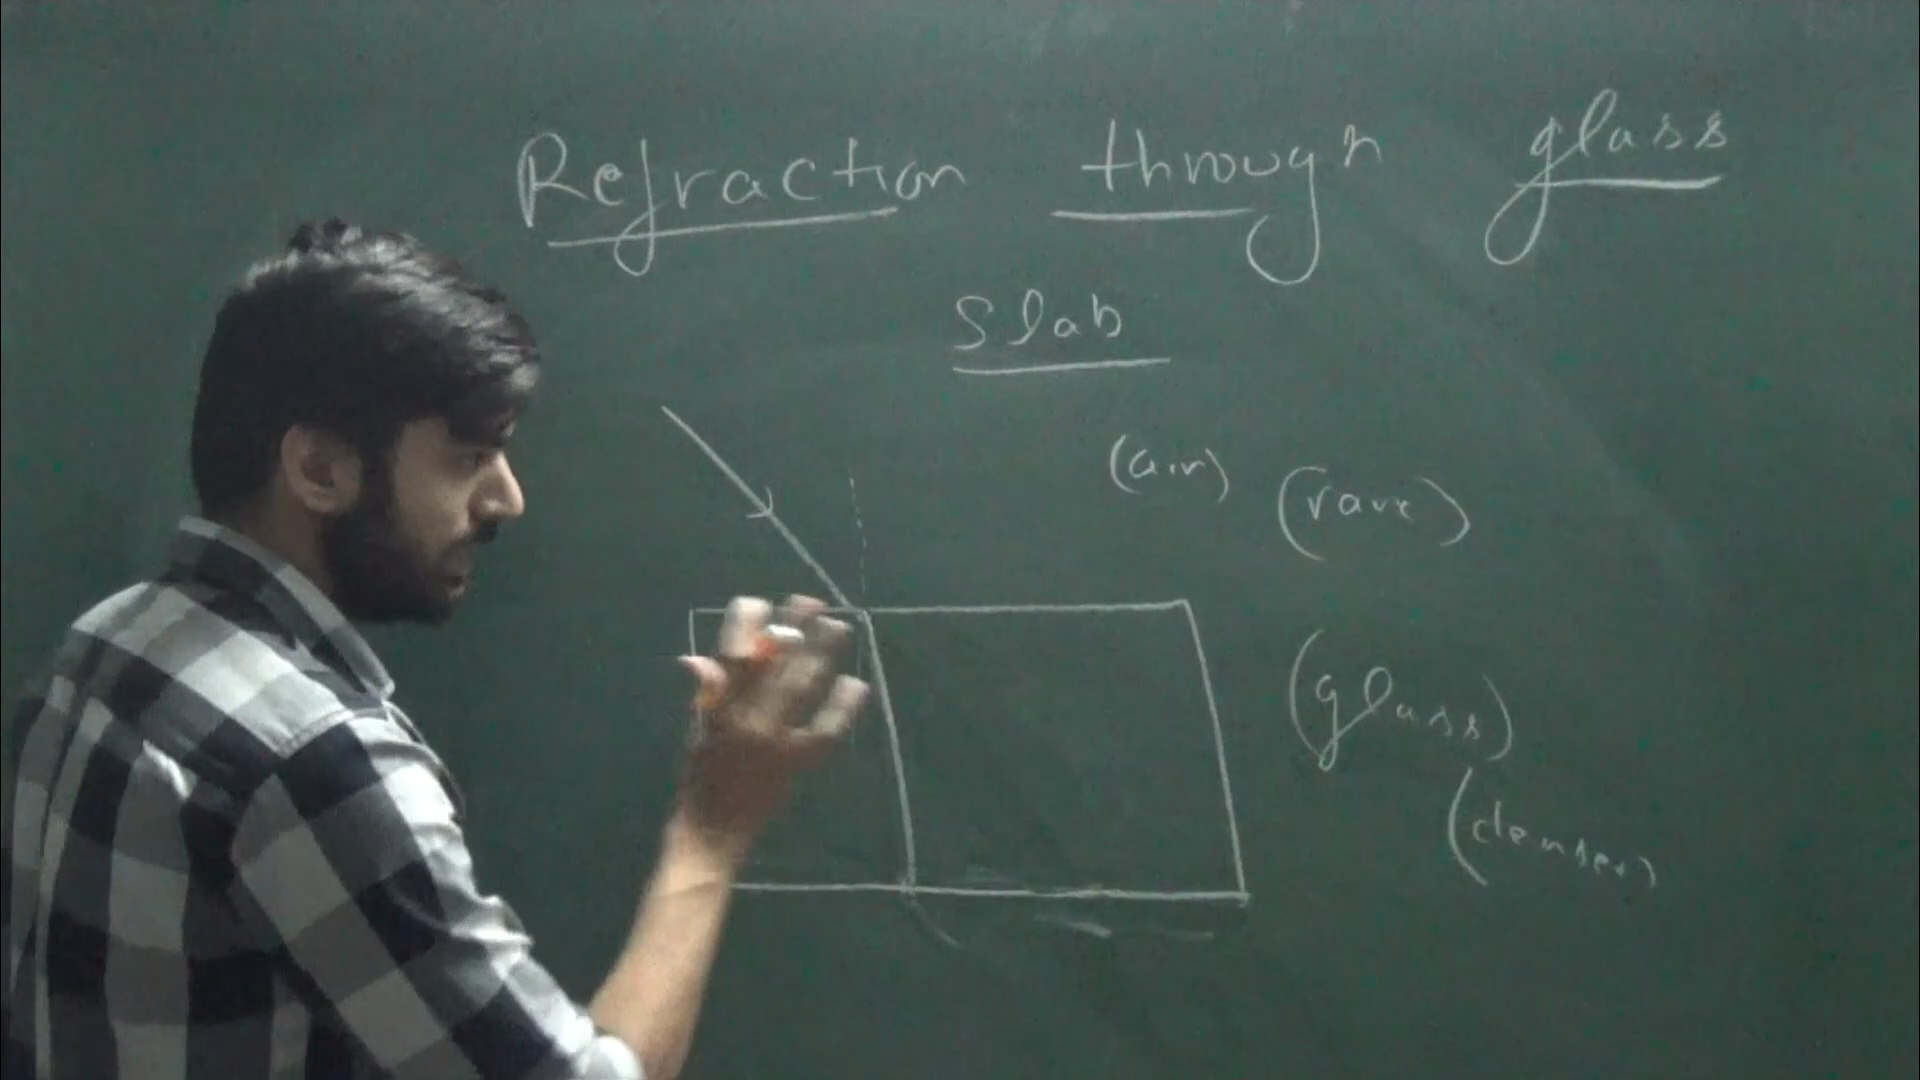 Refraction through glass
Slab
(air) (rare)
(glass)
(denser)